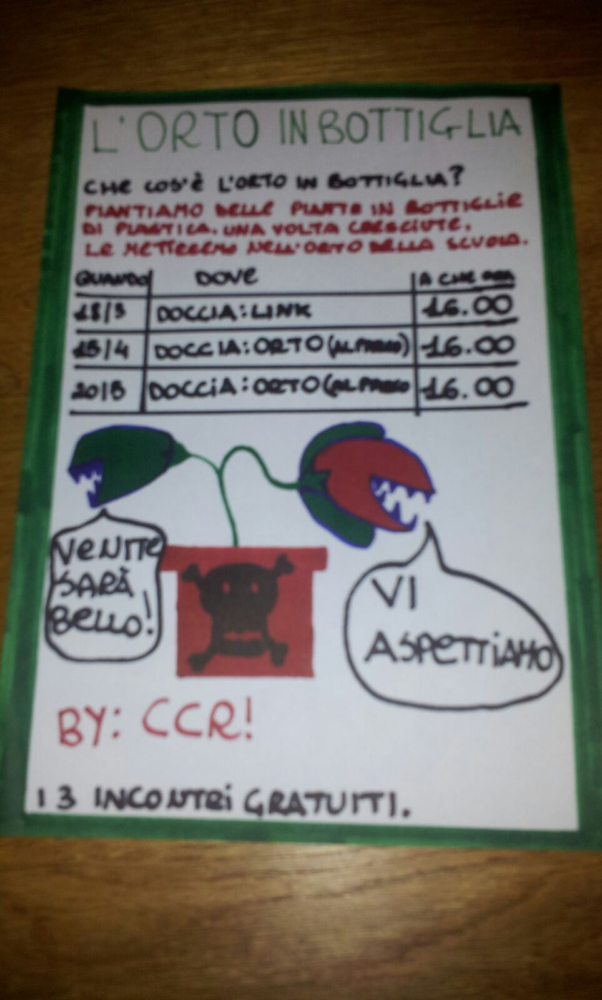 L'ORTO IN BOTTIGLIA
CHE COS'È L'ORTO IN BOTTIGLIA?
PIANTIAMO DELLE PIANTE IN BOTTIGLIE
DI PLASTICA. UNA VOLTA CRESCIUTE.
LE METTEREMO NELL'ORTO DELLA SCUOLA.
QUANDO DOVE A CHE ORA
18/3 DOCCIA: LINK 16.00
15/4 DOCCIA: ORTO (AL PARCO) 16.00
20/5 DOCCIA: ORTO (AL PARCO 16.00
VENITE
SARÀ
BELLO!
VI
ASPETTIAMO
BY: CCR!
I 3 INCONTRI GRATUITI.